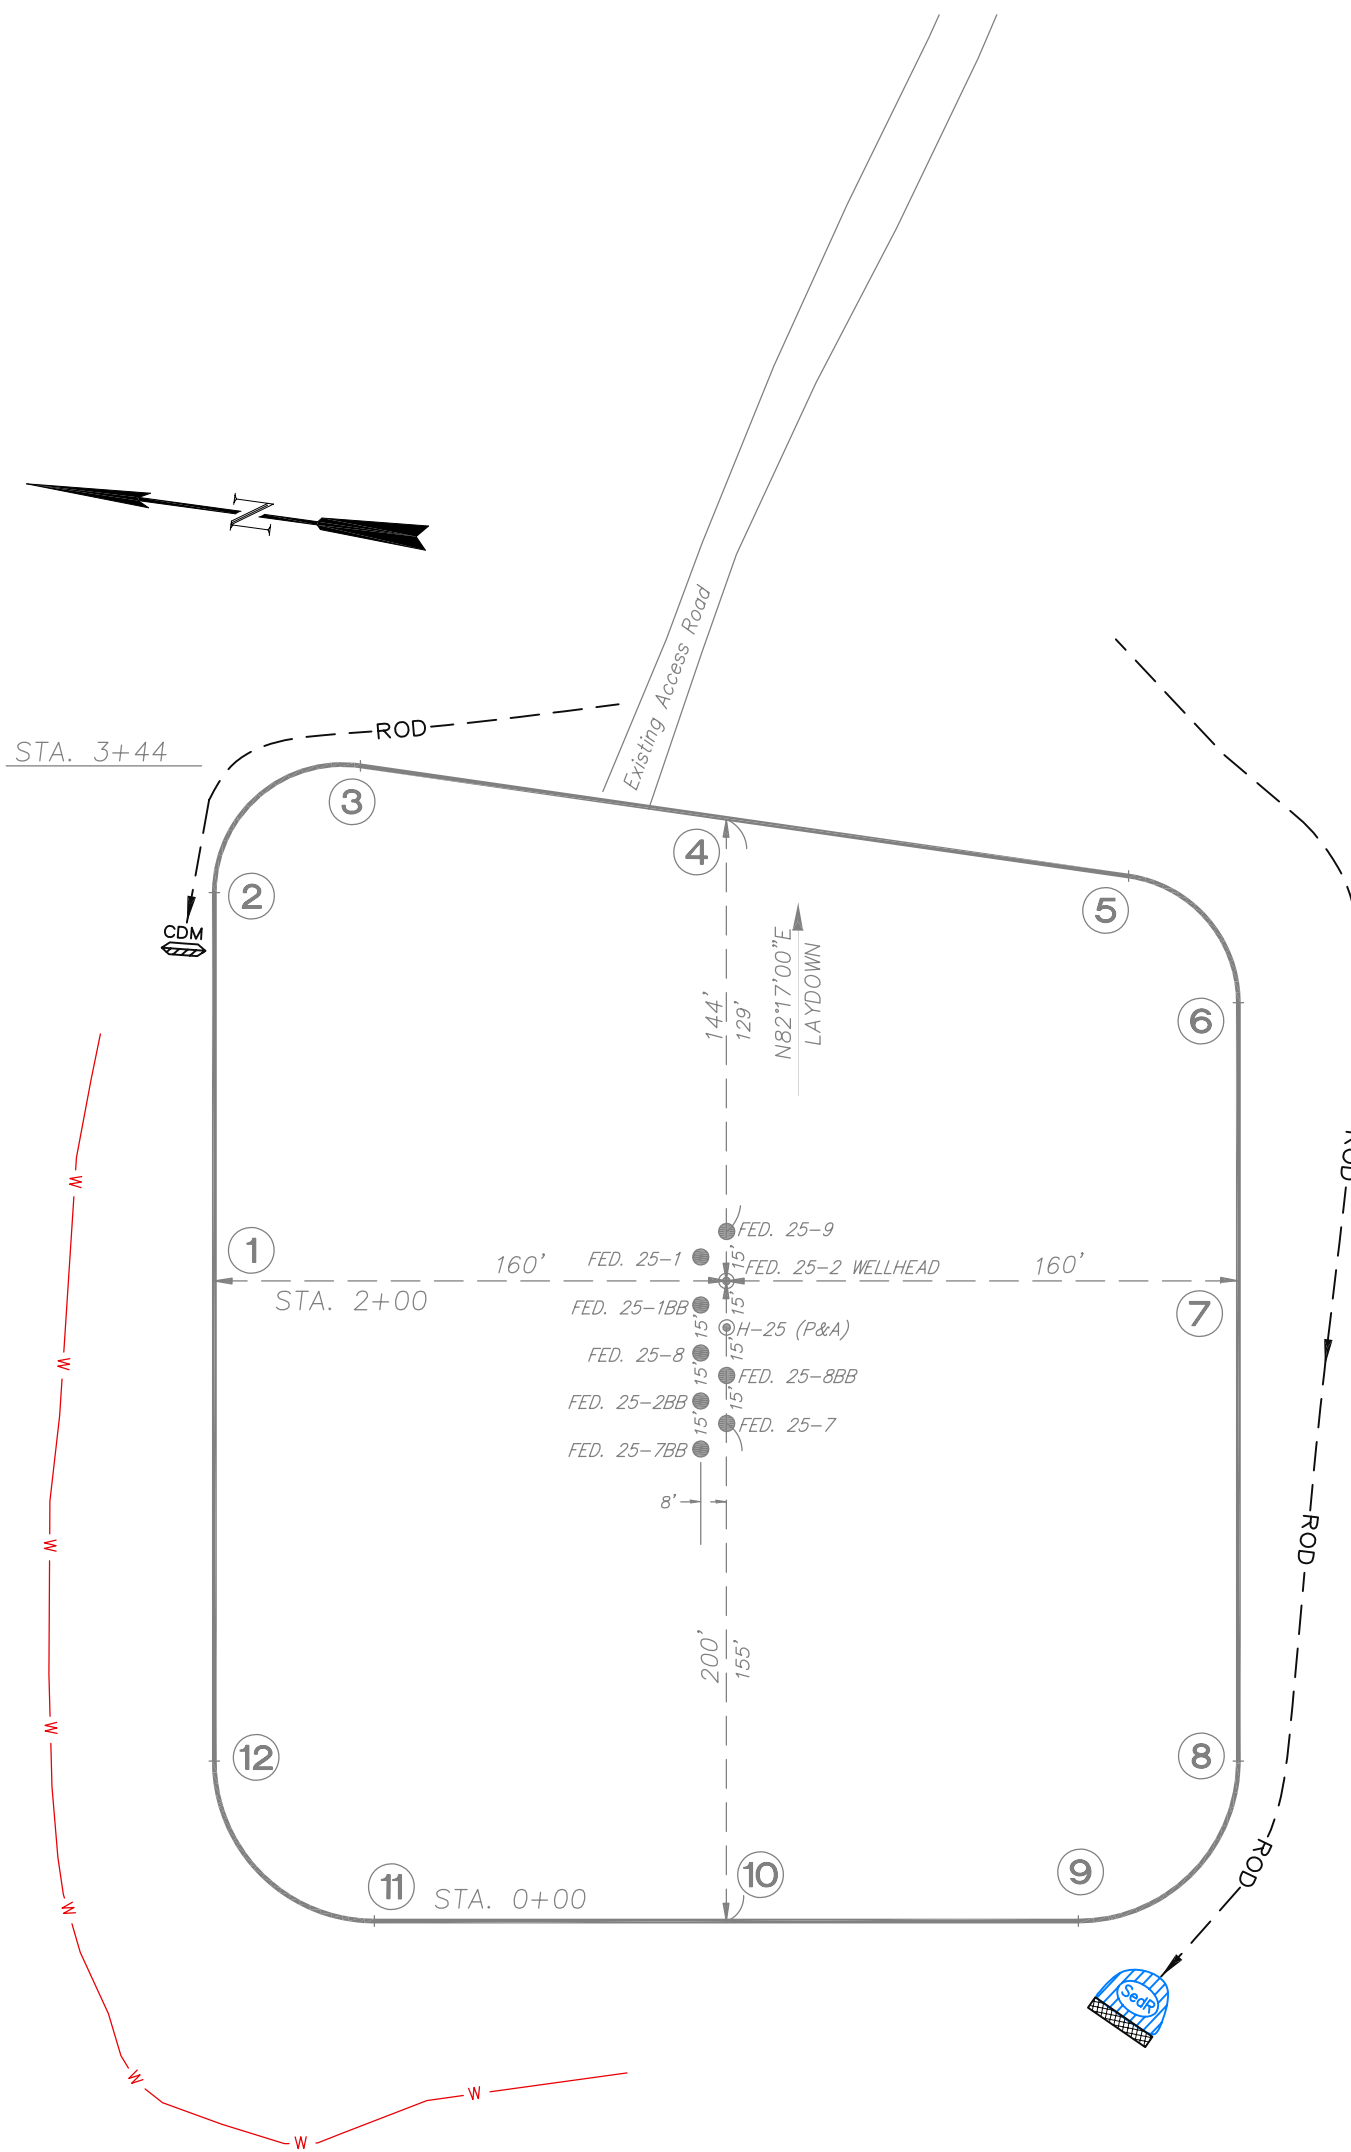 Existing Access Road
N
ROD
STA. 3+44
3
4
2
5
CDM
N82°17'00"E
LAYDOWN
144'
129'
6
ROD
W
1
FED. 25-9
FED. 25-1
15'
160'
FED. 25-2 WELLHEAD
160'
STA. 2+00
FED. 25-1BB
15'
7
15'
H-25 (P&A)
W
FED. 25-8
15'
15'
FED. 25-8BB
FED. 25-2BB
15'
15'
FED. 25-7
FED. 25-7BB
8'
W
ROD
200'
155'
W
12
8
ROD
11
STA. 0+00
10
9
W
SedR
W
W
W